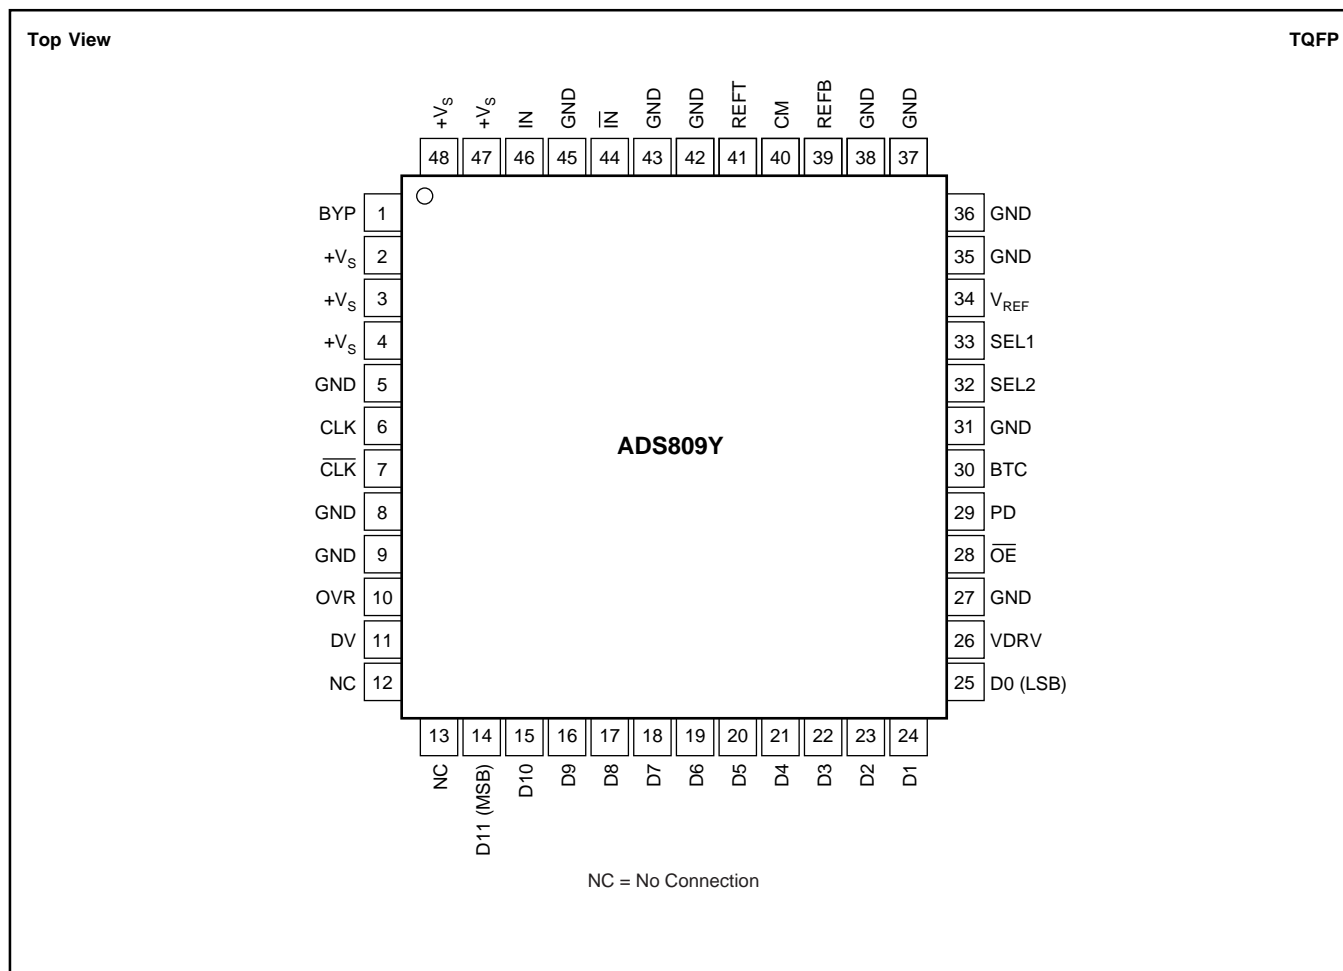 Top View
TQFP
+VS
+VS
IN
GND
IN
GND
GND
REFT
CM
REFB
GND
GND
48 47 46 45 44 43 42 41 40 39 38 37
BYP 1
+VS 2
+VS 3
+VS 4
GND 5
CLK 6
CLK 7
GND 8
GND 9
OVR 10
DV 11
NC 12
ADS809Y
36 GND
35 GND
34 VREF
33 SEL1
32 SEL2
31 GND
30 BTC
29 PD
28 OE
27 GND
26 VDRV
25 D0 (LSB)
13 14 15 16 17 18 19 20 21 22 23 24
NC
D11 (MSB)
D10
D9
D8
D7
D6
D5
D4
D3
D2
D1
NC = No Connection